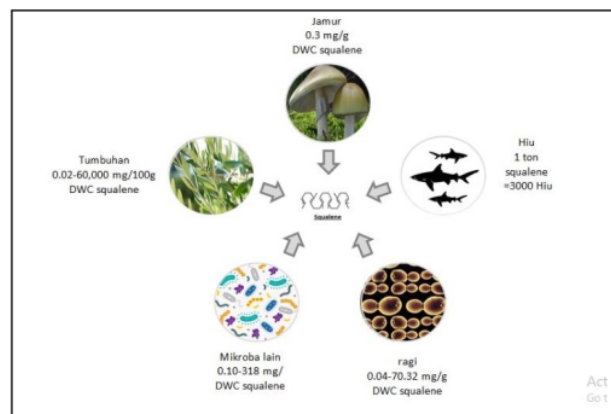 Jamur
0.3 mg/g
DWC squalene
Tumbuhan
0.02-60,000 mg/100g
DWC squalene
Hiu
1 ton
squalene
=3000 Hiu
Squalene
Mikroba lain
0.10-318 mg/
DWC squalene
ragi
0.04-70.32 mg/g
DWC squalene
Act
Go t